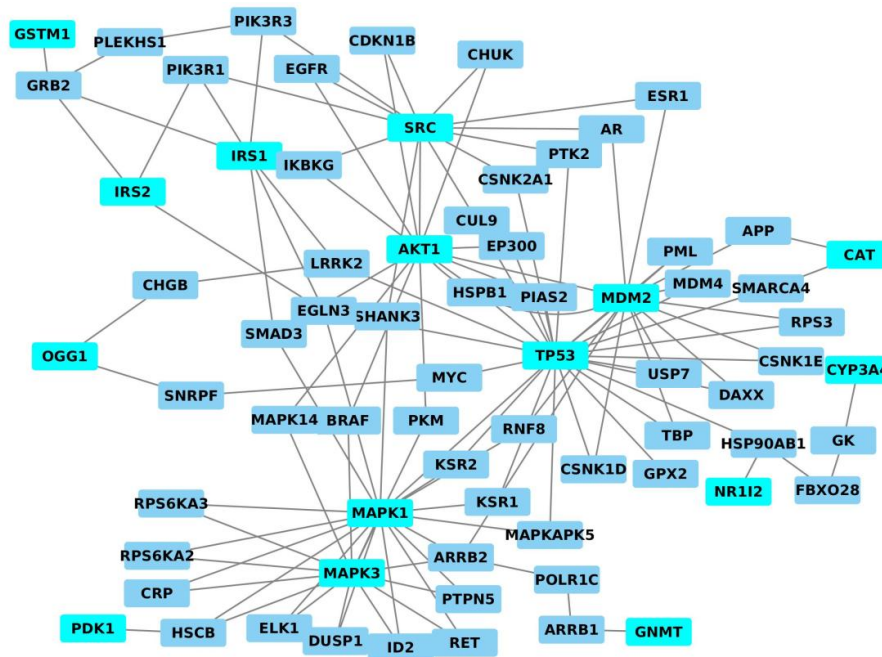 PIK3R3
GSTM1
PLEKHS1
CDKN1B
CHUK
PIK3R1
EGFR
GRB2
ESR1
SRC
AR
IRS1
IKBKG
PTK2
CSNK2A1
IRS2
CUL9
APP
AKT1
EP300
PML
CAT
LRRK2
CHGB
HSPB1
PIAS2
MDM2
MDM4
SMARCA4
EGLN3
SHANK3
SMAD3
RPS3
OGG1
TP53
CSNK1E
MYC
USP7
CYP3A4
SNRPF
DAXX
MAPK14
BRAF
PKM
RNF8
TBP
HSP90AB1
GK
KSR2
CSNK1D
GPX2
NR1I2
FBXO28
RPS6KA3
MAPK1
KSR1
MAPKAPK5
RPS6KA2
ARRB2
MAPK3
POLR1C
CRP
PTPN5
PDK1
HSCB
ELK1
DUSP1
ID2
RET
ARRB1
GNMT